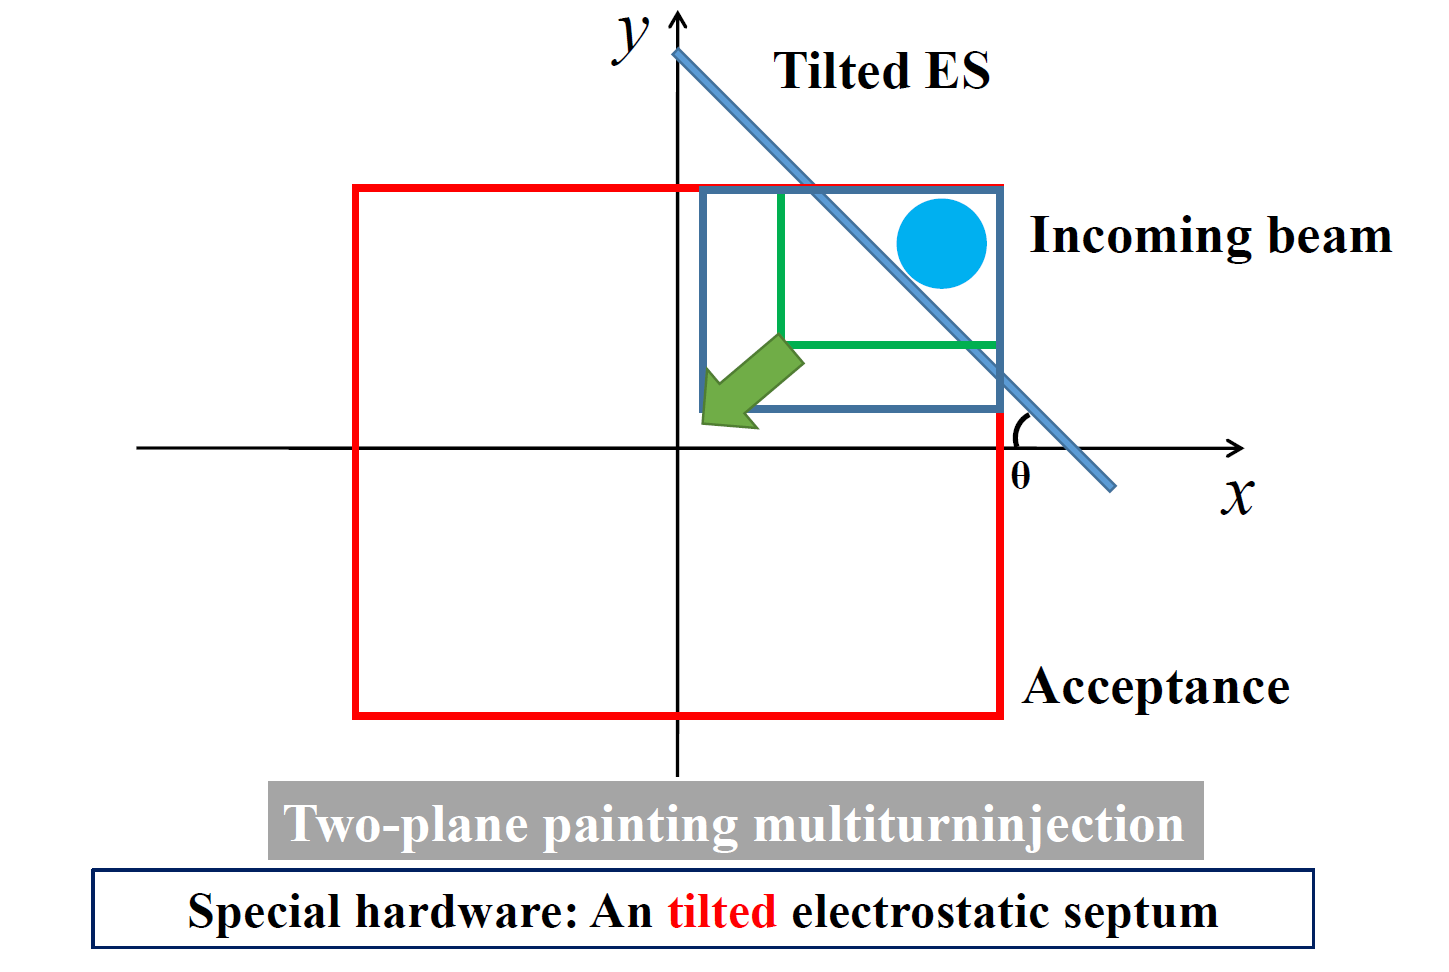 y
Tilted ES
Incoming beam
θ
x
Acceptance
Two-plane painting multiturninjection
Special hardware: An tilted electrostatic septum